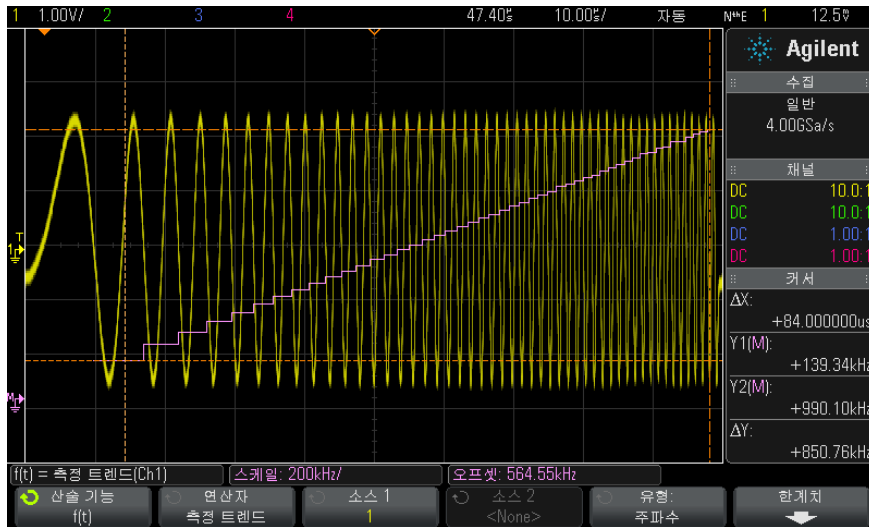 1 1.00V/ 2 3 4 47.40µs 10.00µs/ 자동 NthE 1 12.5V
Agilent
수집
일반
4.00GSa/s
채널
DC 10.0:1
DC 10.0:1
DC 1.00:1
DC 1.00:1
커서
ΔX:
+84.000000us
Y1(M):
+139.34kHz
Y2(M):
+990.10kHz
ΔY:
+850.76kHz
T
1
M
f(t) = 측정 트렌드(Ch1) 스케일: 200kHz/ 오프셋: 564.55kHz
산술 기능 연산자 소스 1 소스 2 유형: 한계치
f(t) 측정 트렌드 1 <None> 주파수